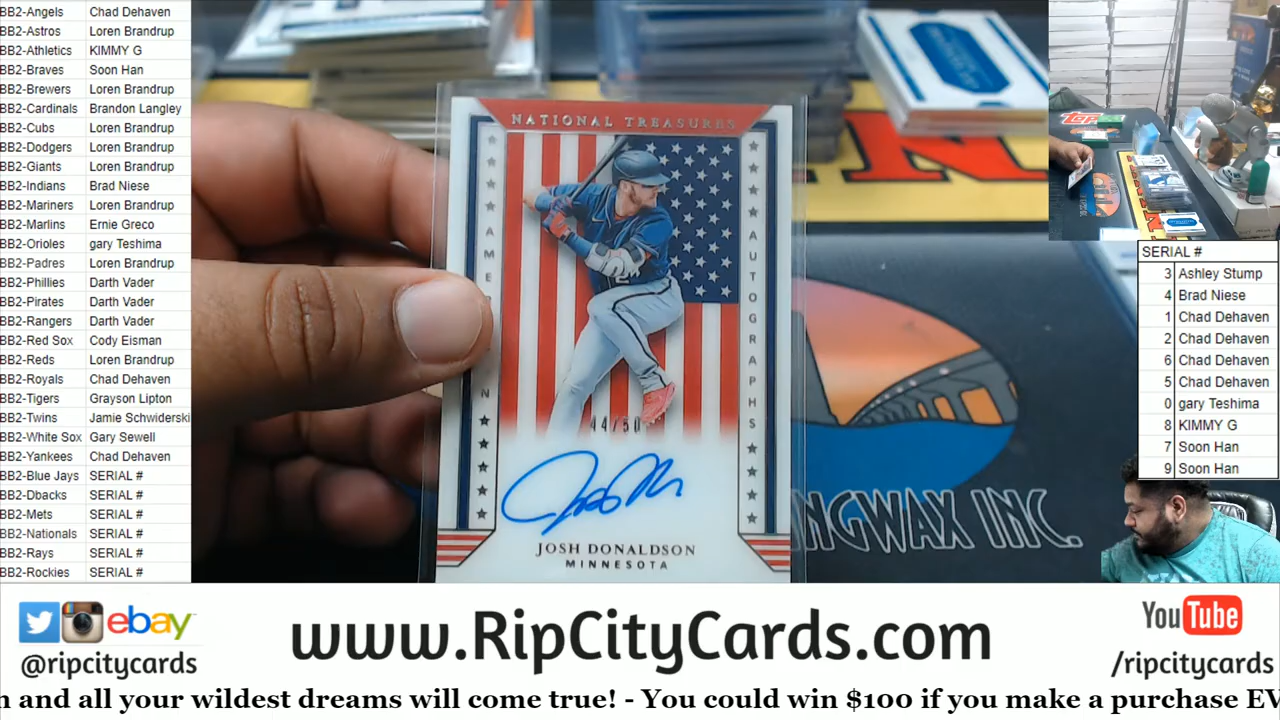 BB2-Angels Chad Dehaven
BB2-Astros Loren Brandrup
BB2-Athletics KIMMY G
BB2-Braves Soon Han
BB2-Brewers Loren Brandrup
BB2-Cardinals Brandon Langley
BB2-Cubs Loren Brandrup
BB2-Dodgers Loren Brandrup
BB2-Giants Loren Brandrup
BB2-Indians Brad Niese
BB2-Mariners Loren Brandrup
BB2-Marlins Ernie Greco
BB2-Orioles gary Teshima
BB2-Padres Loren Brandrup
BB2-Phillies Darth Vader
BB2-Pirates Darth Vader
BB2-Rangers Darth Vader
BB2-Red Sox Cody Eisman
BB2-Reds Loren Brandrup
BB2-Royals Chad Dehaven
BB2-Tigers Grayson Lipton
BB2-Twins Jamie Schwiderski
BB2-White Sox Gary Sewell
BB2-Yankees Chad Dehaven
BB2-Blue Jays SERIAL #
BB2-Dbacks SERIAL #
BB2-Mets SERIAL #
BB2-Nationals SERIAL #
BB2-Rays SERIAL #
BB2-Rockies SERIAL #
NATIONAL TREASURES
AUTOGRAPHS
44/50
JOSH DONALDSON
MINNESOTA
NGWAX INC.
SERIAL #
3 Ashley Stump
4 Brad Niese
1 Chad Dehaven
2 Chad Dehaven
6 Chad Dehaven
5 Chad Dehaven
0 gary Teshima
8 KIMMY G
7 Soon Han
9 Soon Han
ebay
@ripcitycards
www.RipCityCards.com
YouTube
/ripcitycards
n and all your wildest dreams will come true! - You could win $100 if you make a purchase EV